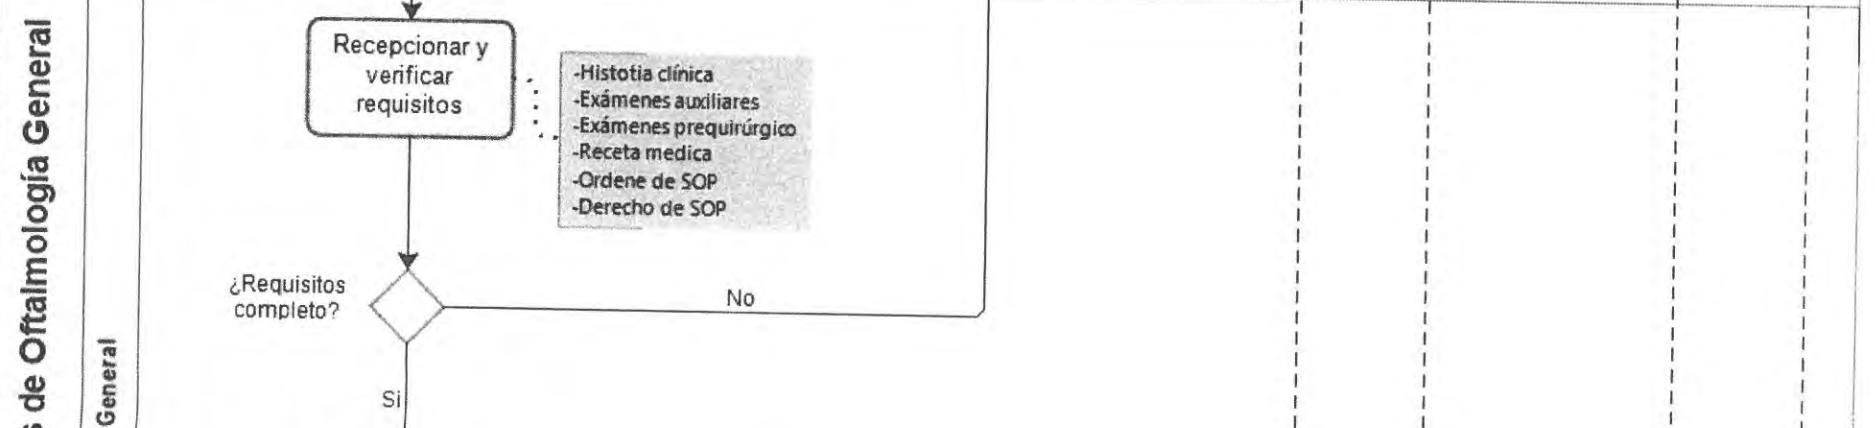 s de Oftalmología General
General
Recepcionar y
verificar
requisitos
-Histotia clínica
-Exámenes auxiliares
-Exámenes prequirúrgico
-Receta medica
-Ordene de SOP
-Derecho de SOP
¿Requisitos
completo?
No
Si